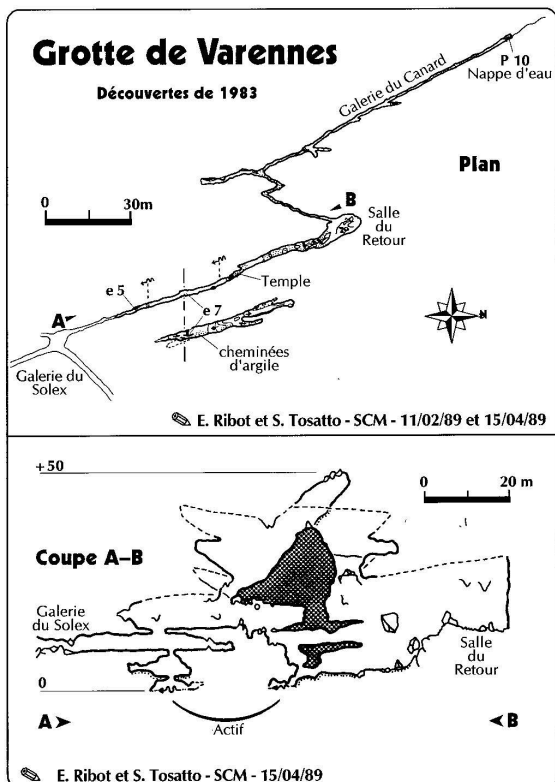 Grotte de Varennes
Découvertes de 1983
P 10
Nappe d'eau
Galerie du Canard
Plan
0 30m
B
Salle
du
Retour
Temple
e 5
e 7
A
cheminées
d'argile
Galerie du
Solex
N
E. Ribot et S. Tosatto - SCM - 11/02/89 et 15/04/89
+50
0 20 m
Coupe A–B
Galerie
du Solex
Salle
du
Retour
0
A
Actif
B
E. Ribot et S. Tosatto - SCM - 15/04/89